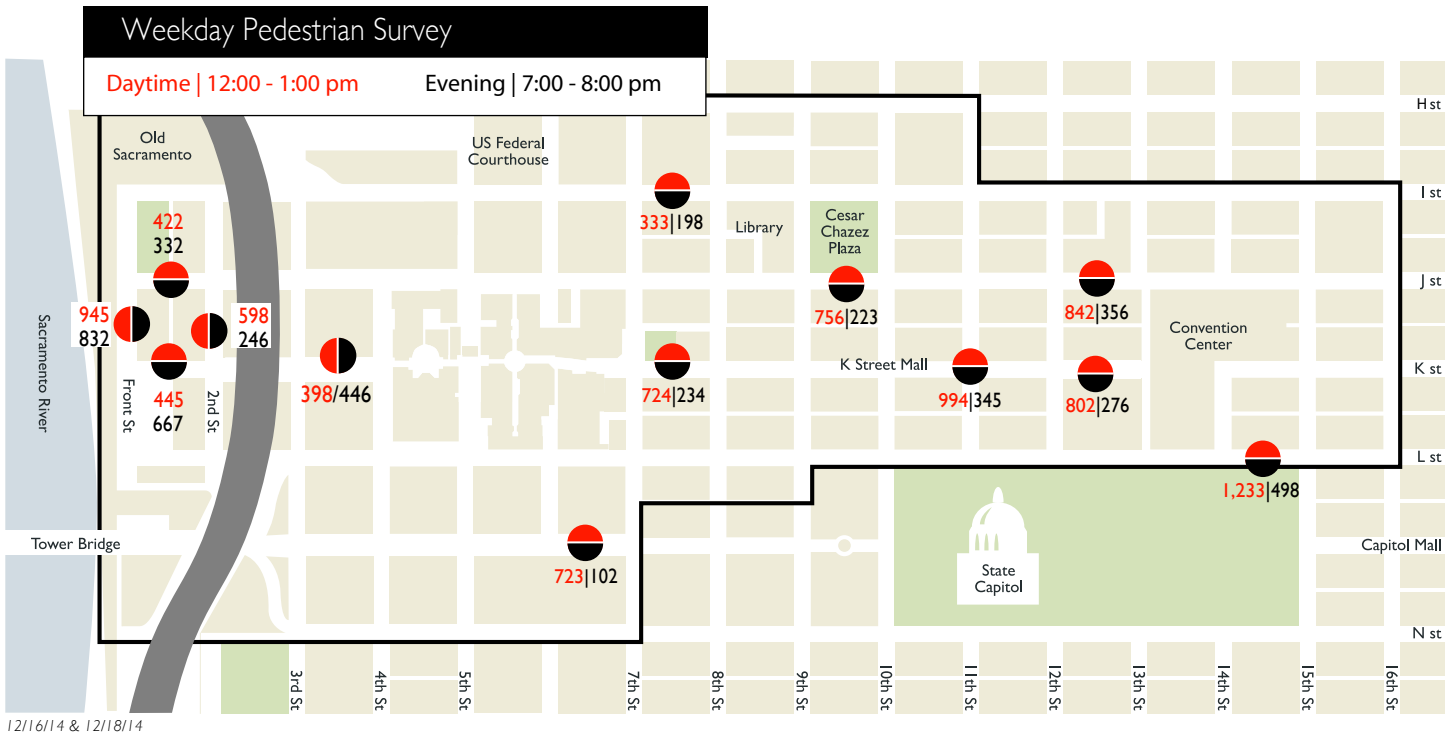 Weekday Pedestrian Survey
Daytime | 12:00 - 1:00 pm
Evening | 7:00 - 8:00 pm
H st
Old
Sacramento
US Federal
Courthouse
I st
422
332
333|198
Library
Cesar
Chazez
Plaza
J st
945
832
598
246
756|223
842|356
Convention
Center
Sacramento River
Front St
445
667
2nd St
398/446
724|234
K Street Mall
994|345
802|276
K st
L st
1,233|498
Tower Bridge
723|102
State
Capitol
Capitol Mall
N st
3rd St
4th St
5th St
7th St
8th St
9th St
10th St
11th St
12th St
13th St
14th St
15th St
16th St
12/16/14 & 12/18/14